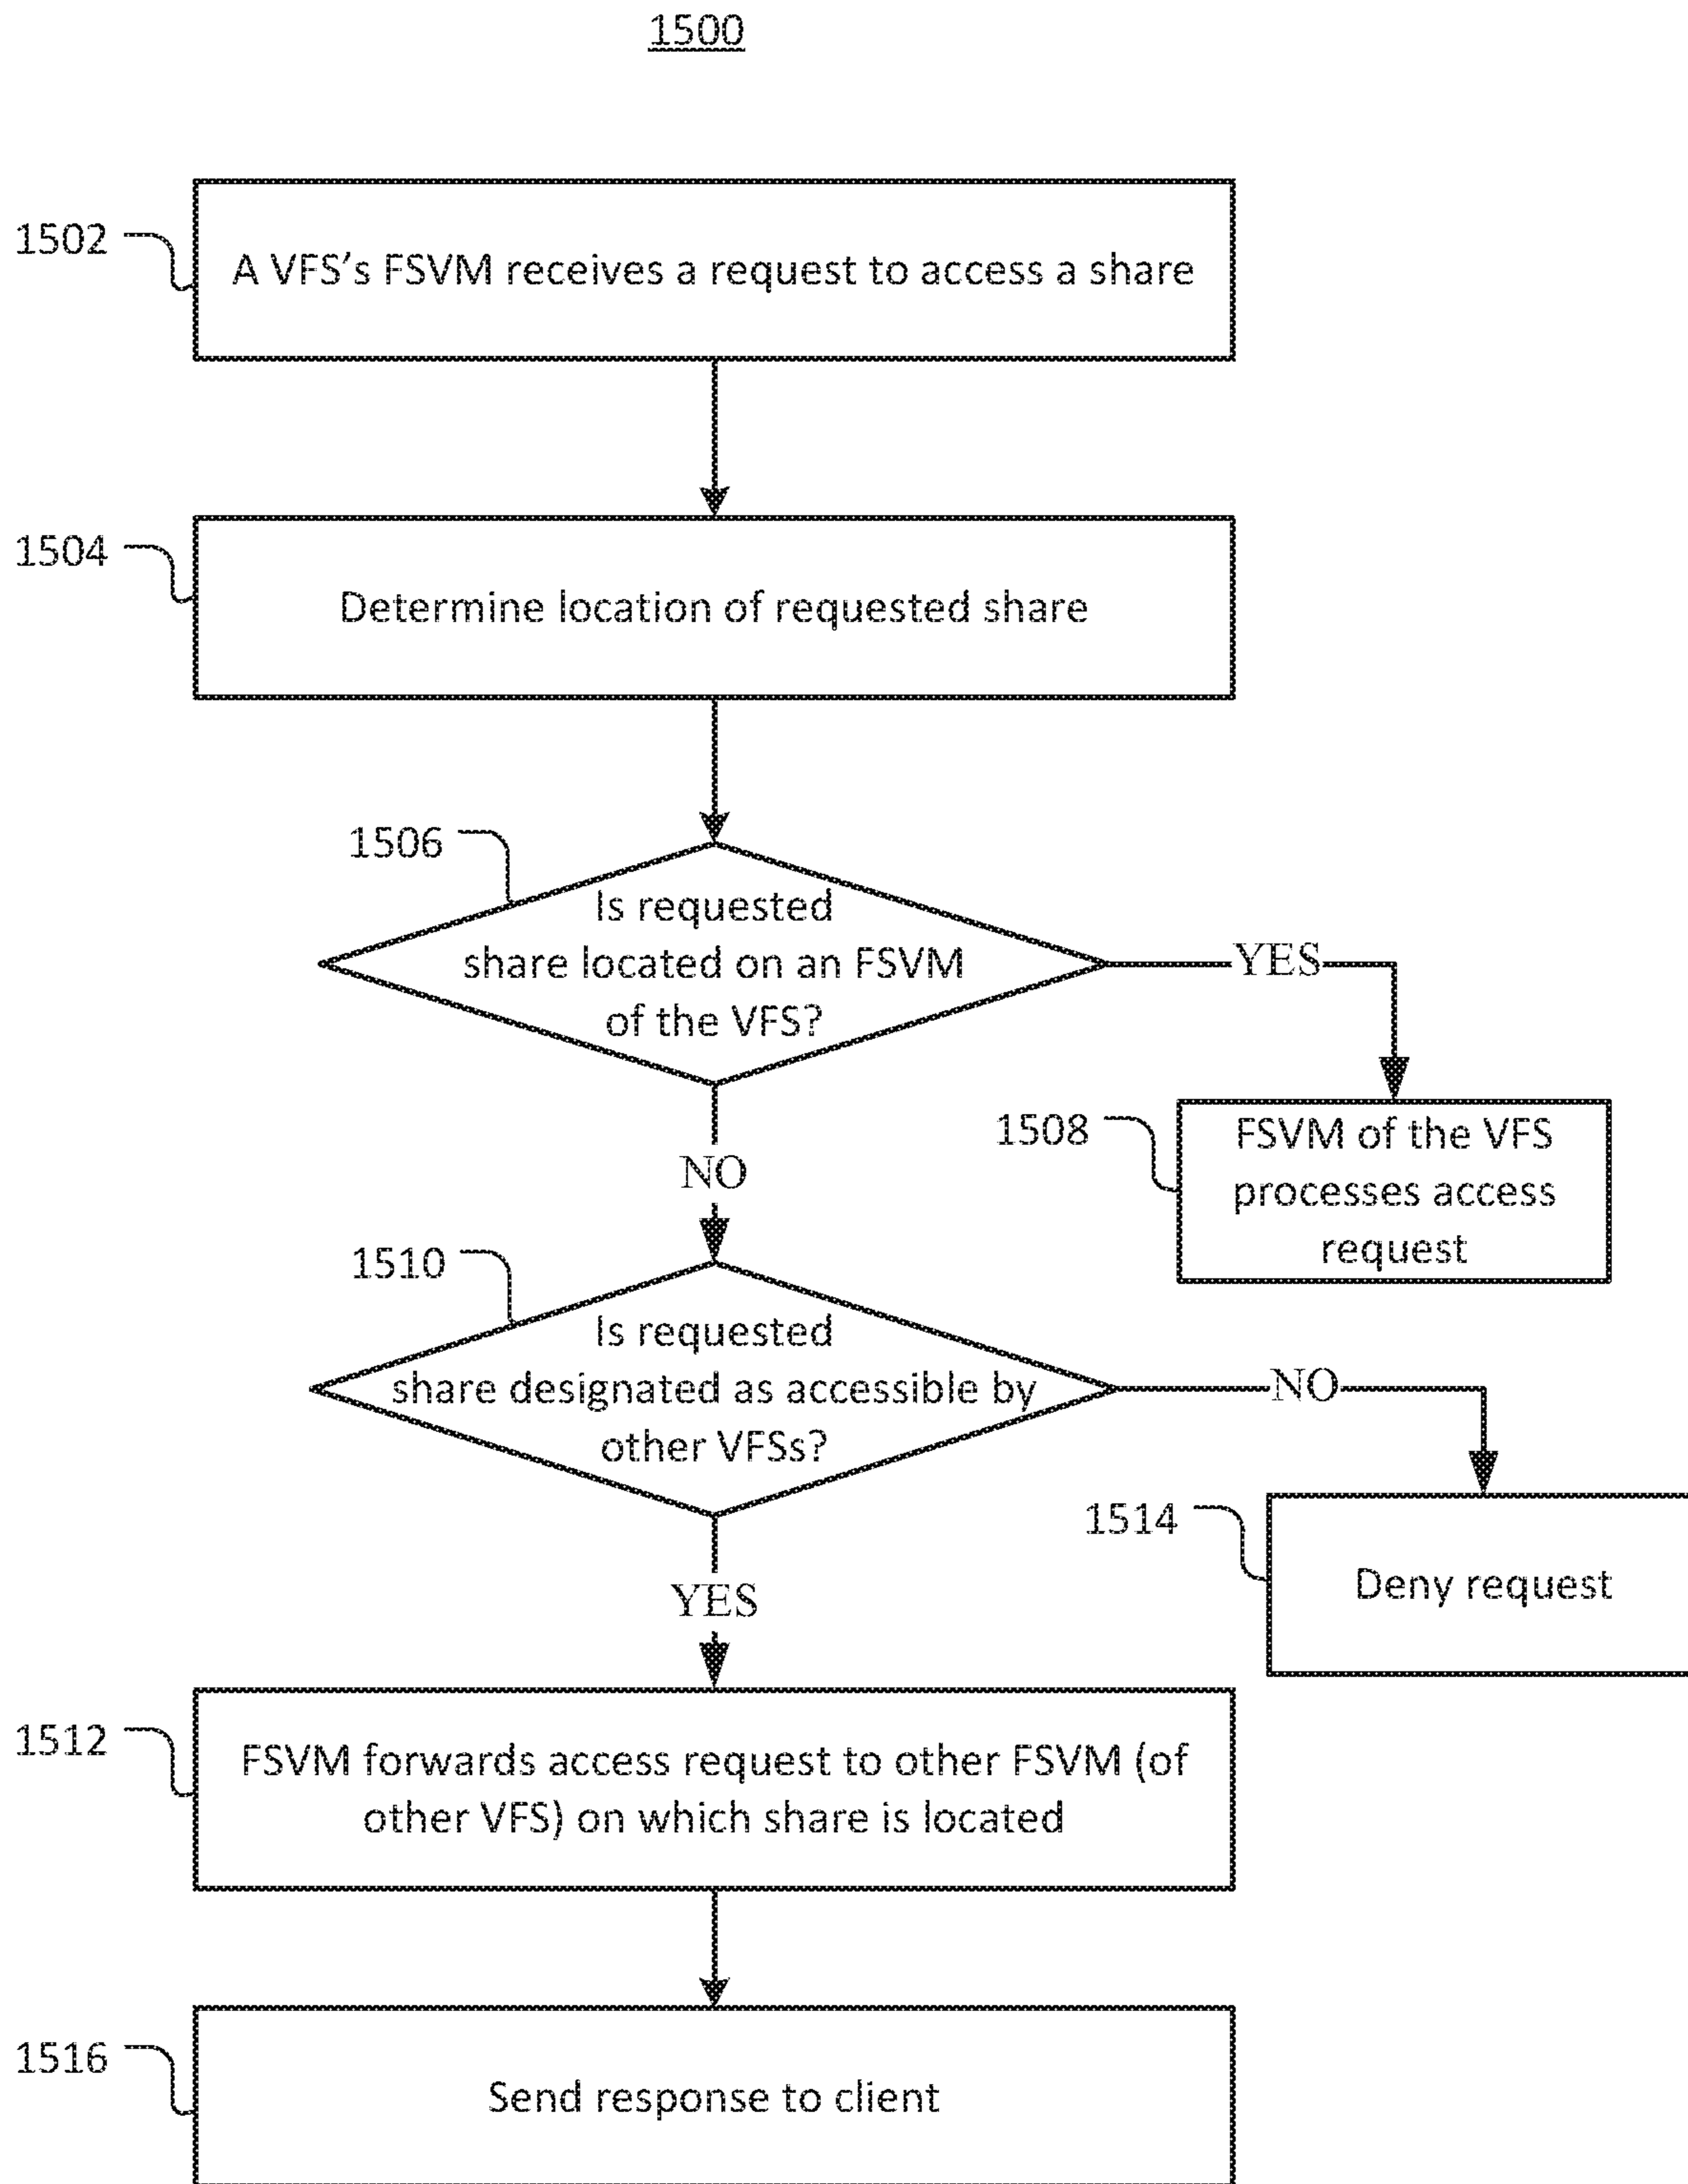 1500
1502
A VFS's FSVM receives a request to access a share
1504
Determine location of requested share
1506
Is requested
share located on an FSVM
of the VFS?
YES
1508
FSVM of the VFS
processes access
request
NO
1510
Is requested
share designated as accessible by
other VFSs?
NO
1514
Deny request
YES
1512
FSVM forwards access request to other FSVM (of
other VFS) on which share is located
1516
Send response to client